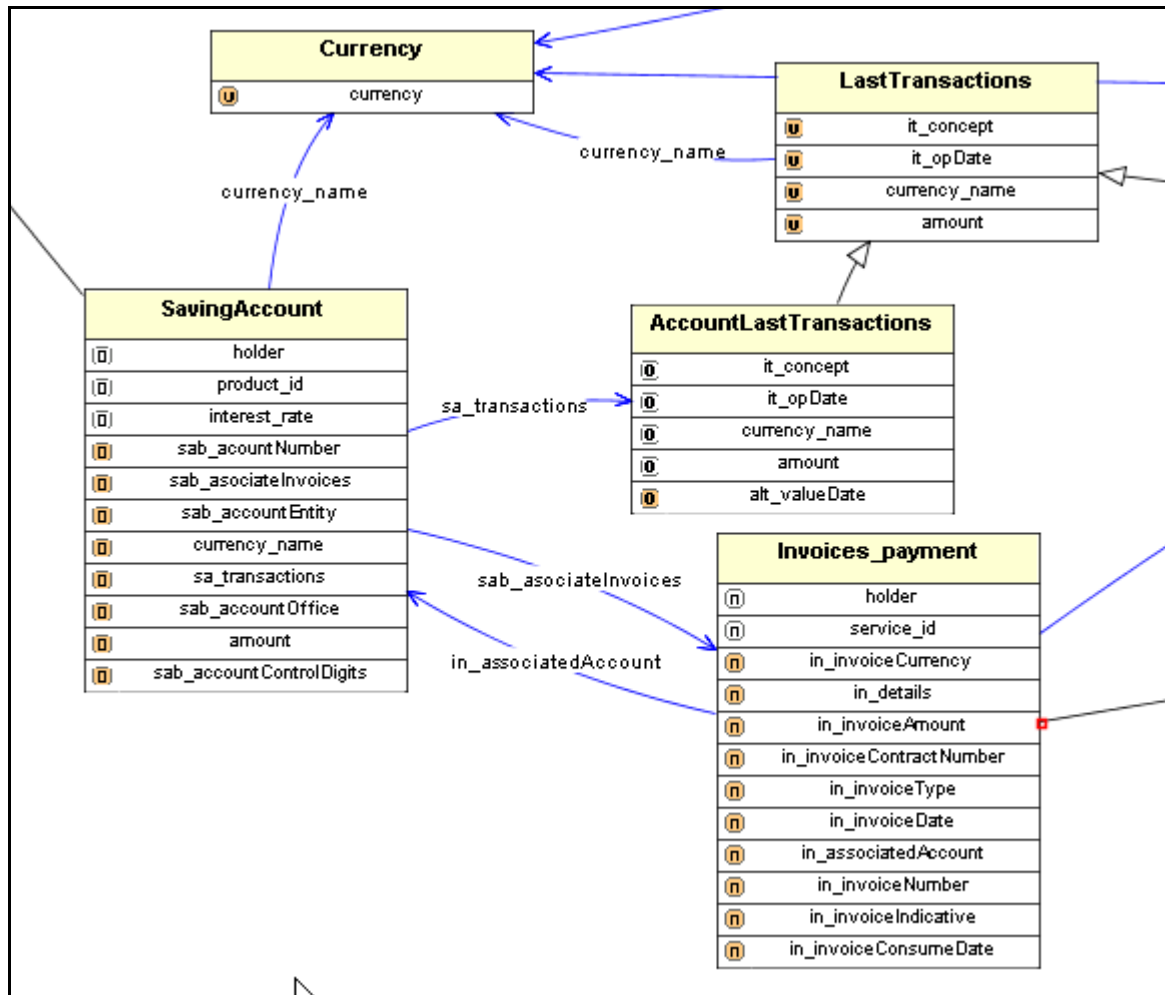 Currency
currency
LastTransactions
it_concept
it_opDate
currency_name
amount
currency_name
currency_name
SavingAccount
holder
product_id
interest_rate
sab_acountNumber
sab_asociateInvoices
sab_accountEntity
currency_name
sa_transactions
sab_accountOffice
amount
sab_accountControlDigits
sa_transactions
AccountLastTransactions
it_concept
it_opDate
currency_name
amount
alt_valueDate
sab_asociateInvoices
in_associatedAccount
Invoices_payment
holder
service_id
in_invoiceCurrency
in_details
in_invoiceAmount
in_invoiceContractNumber
in_invoiceType
in_invoiceDate
in_associatedAccount
in_invoiceNumber
in_invoiceIndicative
in_invoiceConsumeDate